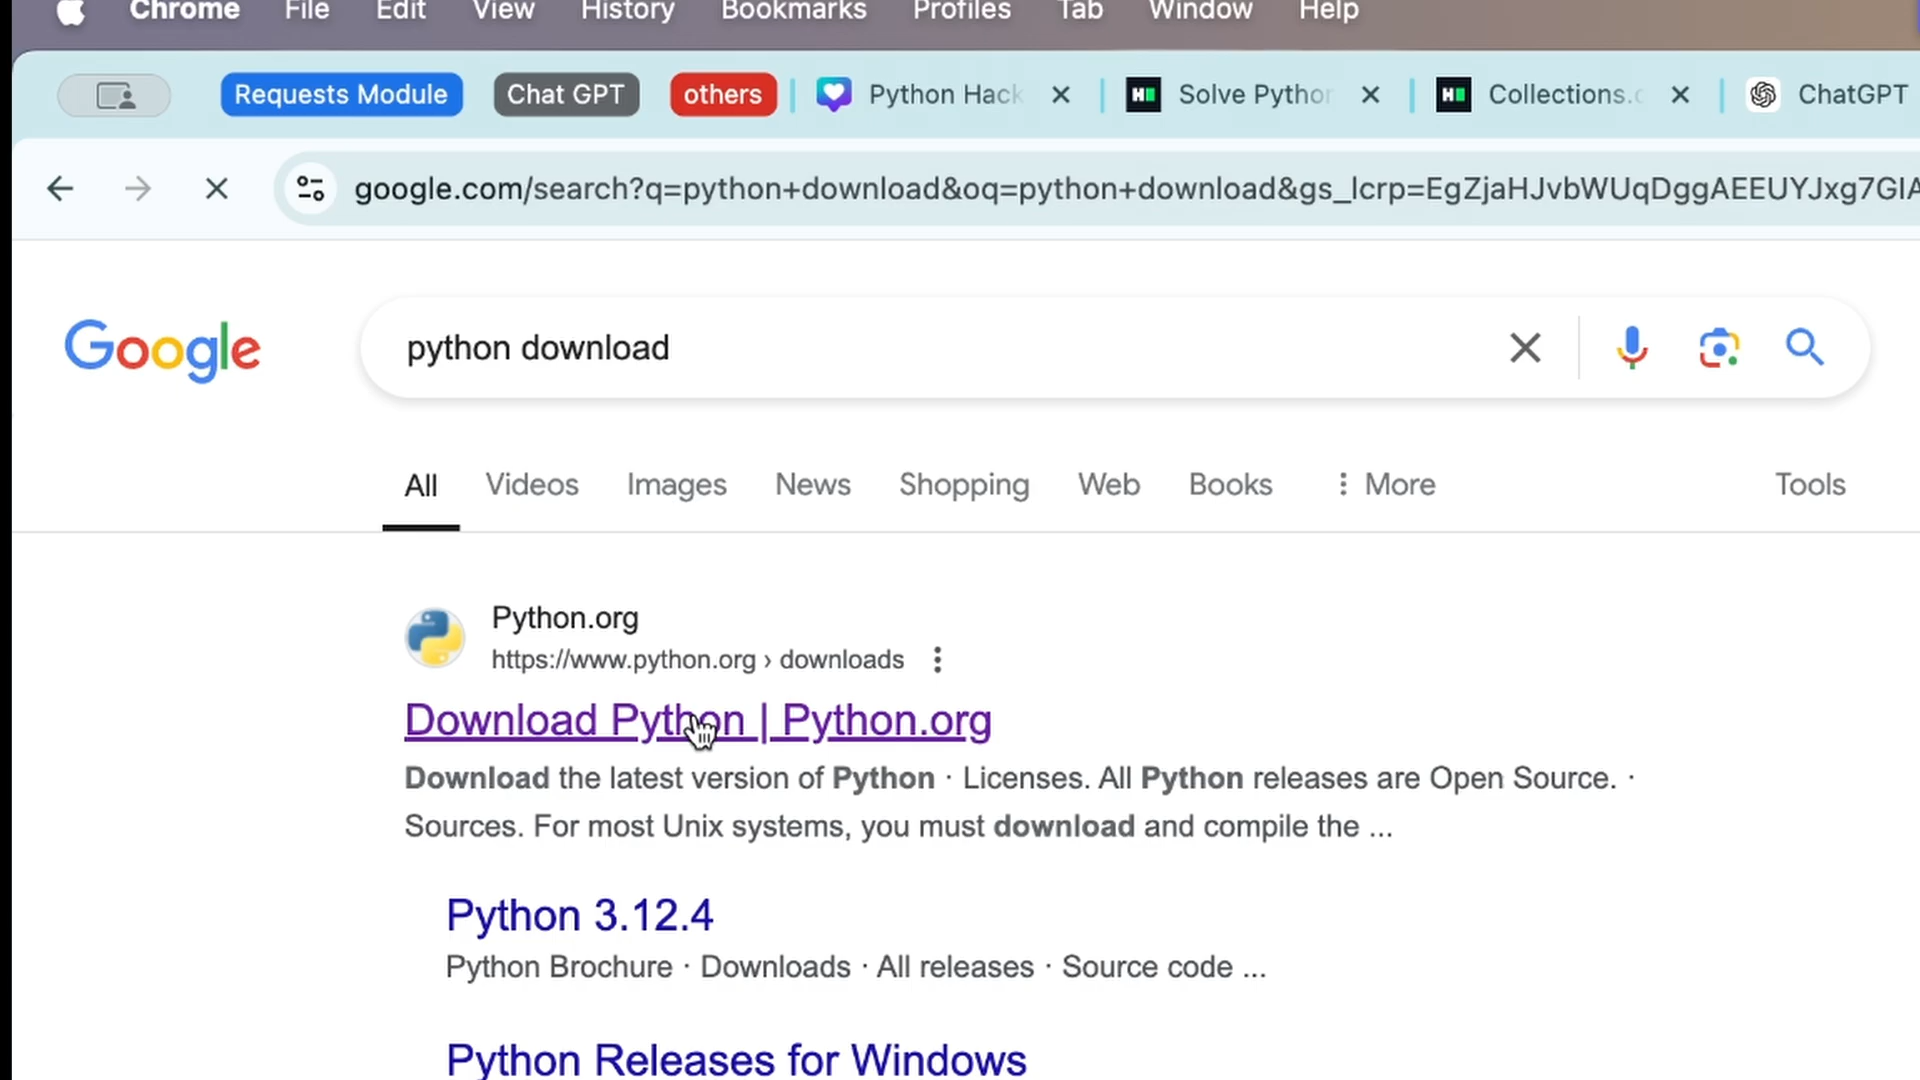 Chrome File Edit View History Bookmarks Profiles Tab Window Help
Requests Module Chat GPT others Python Hack Solve Python Collections.c ChatGPT
google.com/search?q=python+download&oq=python+download&gs_lcrp=EgZjaHJvbWUqDggAEEUYJxg7GIA
Google python download
All Videos Images News Shopping Web Books More Tools
Python.org
https://www.python.org › downloads
Download Python | Python.org
Download the latest version of Python · Licenses. All Python releases are Open Source. ·
Sources. For most Unix systems, you must download and compile the ...
Python 3.12.4
Python Brochure · Downloads · All releases · Source code ...
Python Releases for Windows